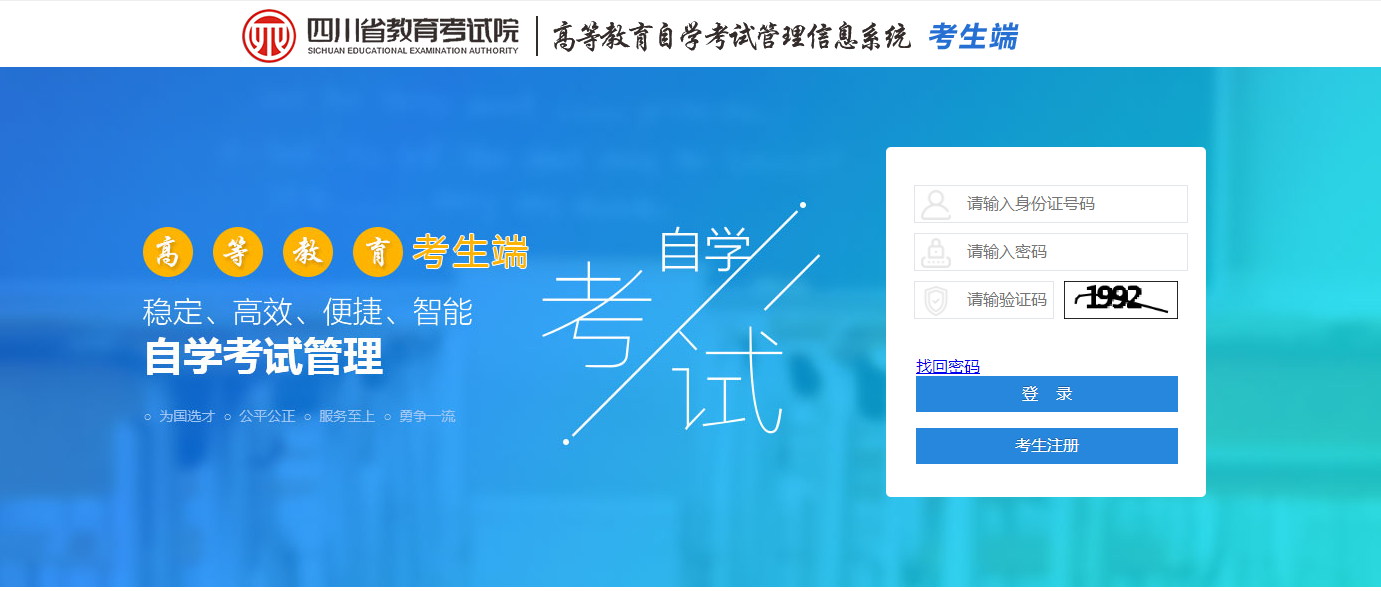 四川省教育考试院
SICHUAN EDUCATIONAL EXAMINATION AUTHORITY
高等教育自学考试管理信息系统 考生端
高等教育考生端
稳定、高效、便捷、智能
自学考试管理
○ 为国选才 ○ 公平公正 ○ 服务至上 ○ 勇争一流
自学
考试
请输入身份证号码
请输入密码
请输验证码 1992
找回密码
登 录
考生注册